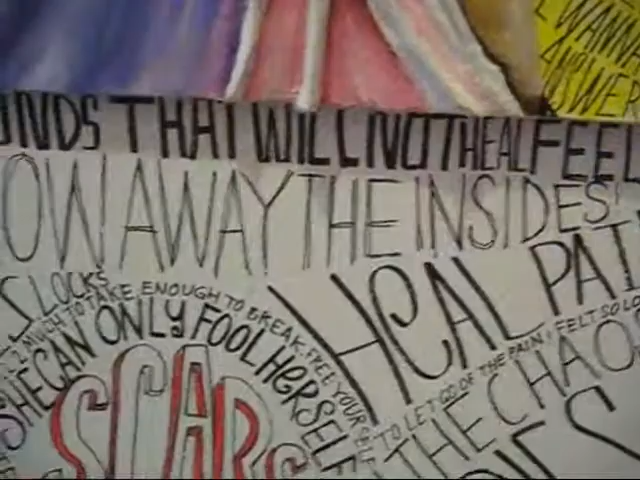 WANNA
ANSWER
UNDS THAT WILL NOT HEAL FEEL
OW AWAY THE INSIDES!
HEAL PAI
LOCKS
2 MUCH TO TAKE, ENOUGH TO BREAK. FREE YOURSELF
SHE CAN ONLY FOOL HERSELF
SCARS
TO LET GO OF THE PAIN I FELT SO LO
THE CHAO